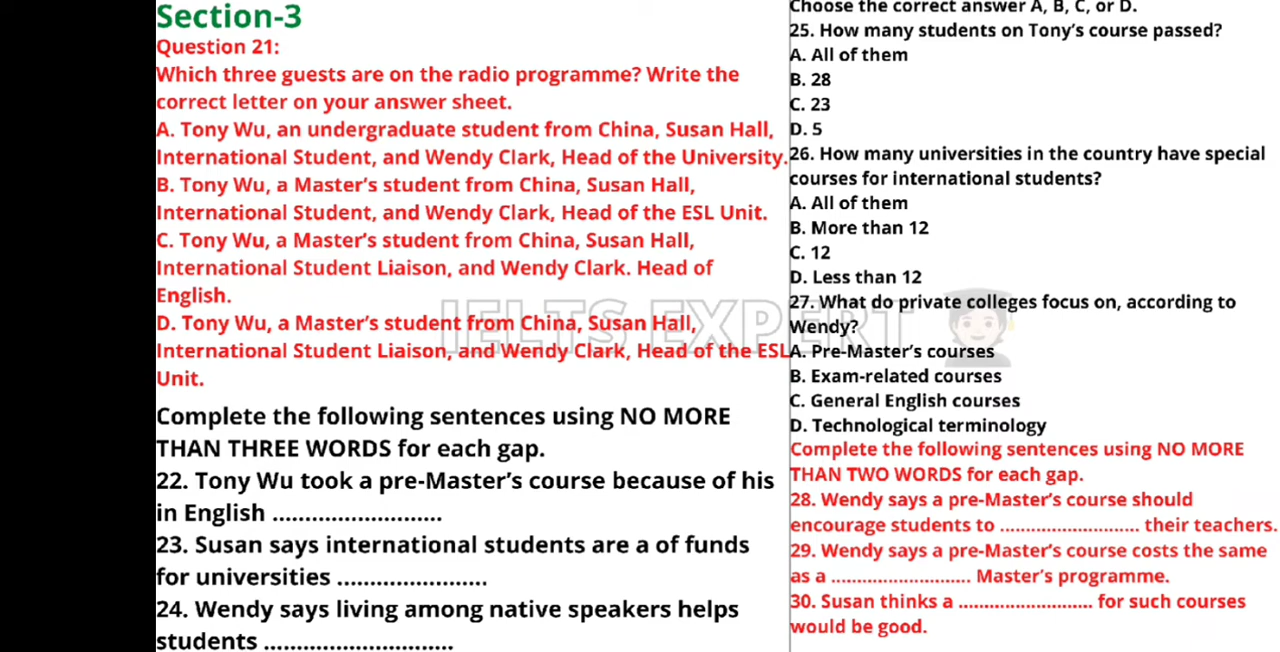 Section-3
Question 21:
Which three guests are on the radio programme? Write the
correct letter on your answer sheet.
A. Tony Wu, an undergraduate student from China, Susan Hall,
International Student, and Wendy Clark, Head of the University.
B. Tony Wu, a Master's student from China, Susan Hall,
International Student, and Wendy Clark, Head of the ESL Unit.
C. Tony Wu, a Master's student from China, Susan Hall,
International Student Liaison, and Wendy Clark. Head of
English.
D. Tony Wu, a Master's student from China, Susan Hall,
International Student Liaison, and Wendy Clark, Head of the ESL
Unit.
Complete the following sentences using NO MORE
THAN THREE WORDS for each gap.
22. Tony Wu took a pre-Master's course because of his
in English ........................
23. Susan says international students are a of funds
for universities .....................
24. Wendy says living among native speakers helps
students ...........................
Choose the correct answer A, B, C, or D.
25. How many students on Tony's course passed?
A. All of them
B. 28
C. 23
D. 5
26. How many universities in the country have special
courses for international students?
A. All of them
B. More than 12
C. 12
D. Less than 12
27. What do private colleges focus on, according to
Wendy?
A. Pre-Master's courses
B. Exam-related courses
C. General English courses
D. Technological terminology
Complete the following sentences using NO MORE
THAN TWO WORDS for each gap.
28. Wendy says a pre-Master's course should
encourage students to ......................... their teachers.
29. Wendy says a pre-Master's course costs the same
as a ......................... Master's programme.
30. Susan thinks a ........................ for such courses
would be good.
IELTS EXPERT